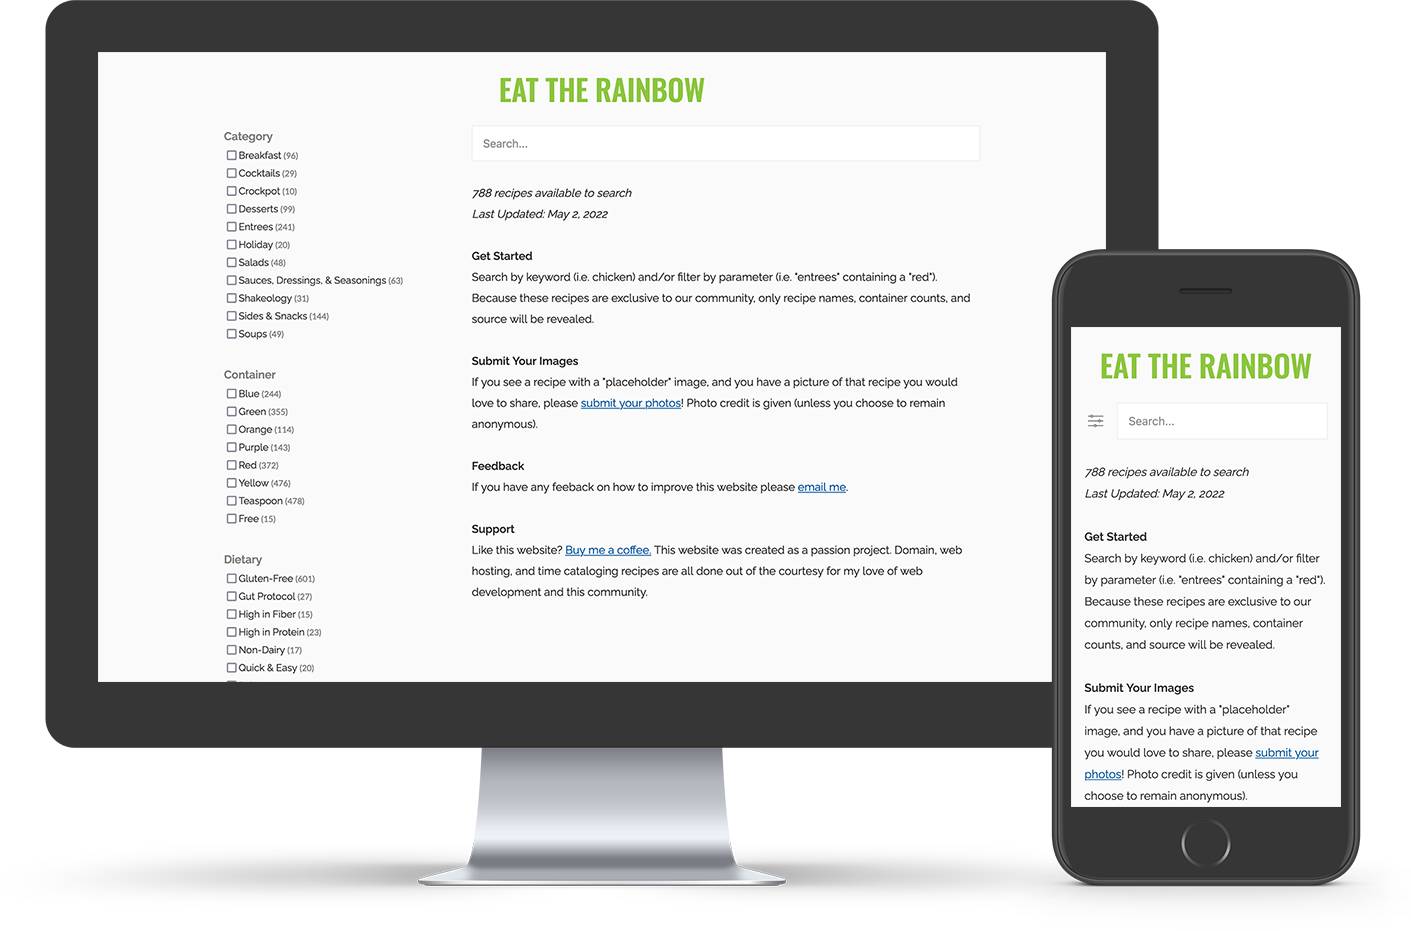 EAT THE RAINBOW
Category
Breakfast (96)
Cocktails (29)
Crockpot (10)
Desserts (99)
Entrees (241)
Holiday (20)
Salads (48)
Sauces, Dressings, & Seasonings (63)
Shakeology (31)
Sides & Snacks (144)
Soups (49)
Container
Blue (244)
Green (355)
Orange (114)
Purple (143)
Red (372)
Yellow (476)
Teaspoon (478)
Free (15)
Dietary
Gluten-Free (601)
Gut Protocol (27)
High in Fiber (15)
High in Protein (23)
Non-Dairy (17)
Quick & Easy (20)
Search...
788 recipes available to search
Last Updated: May 2, 2022
Get Started
Search by keyword (i.e. chicken) and/or filter by parameter (i.e. "entrees" containing a "red").
Because these recipes are exclusive to our community, only recipe names, container counts, and
source will be revealed.
Submit Your Images
If you see a recipe with a "placeholder" image, and you have a picture of that recipe you would
love to share, please submit your photos! Photo credit is given (unless you choose to remain
anonymous).
Feedback
If you have any feeback on how to improve this website please email me.
Support
Like this website? Buy me a coffee. This website was created as a passion project. Domain, web
hosting, and time cataloging recipes are all done out of the courtesy for my love of web
development and this community.
EAT THE RAINBOW
Search...
788 recipes available to search
Last Updated: May 2, 2022
Get Started
Search by keyword (i.e. chicken) and/or filter
by parameter (i.e. "entrees" containing a "red").
Because these recipes are exclusive to our
community, only recipe names, container
counts, and source will be revealed.
Submit Your Images
If you see a recipe with a "placeholder"
image, and you have a picture of that recipe
you would love to share, please submit your
photos! Photo credit is given (unless you
choose to remain anonymous).